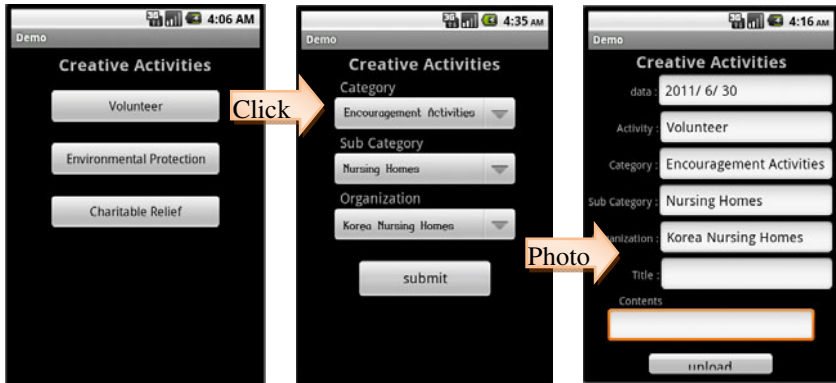 4:06 AM
Demo
Creative Activities
Volunteer
Environmental Protection
Charitable Relief
Click
3G
4:35 AM
Demo
Creative Activities
Category
Encouragement Activities
Sub Category
Nursing Homes
Organization
Korea Nursing Homes
submit
Photo
4:16 AM
Demo
Creative Activities
data : 2011/ 6/ 30
Activity : Volunteer
Category : Encouragement Activities
Sub Category : Nursing Homes
anization : Korea Nursing Homes
Title :
Contents
upload